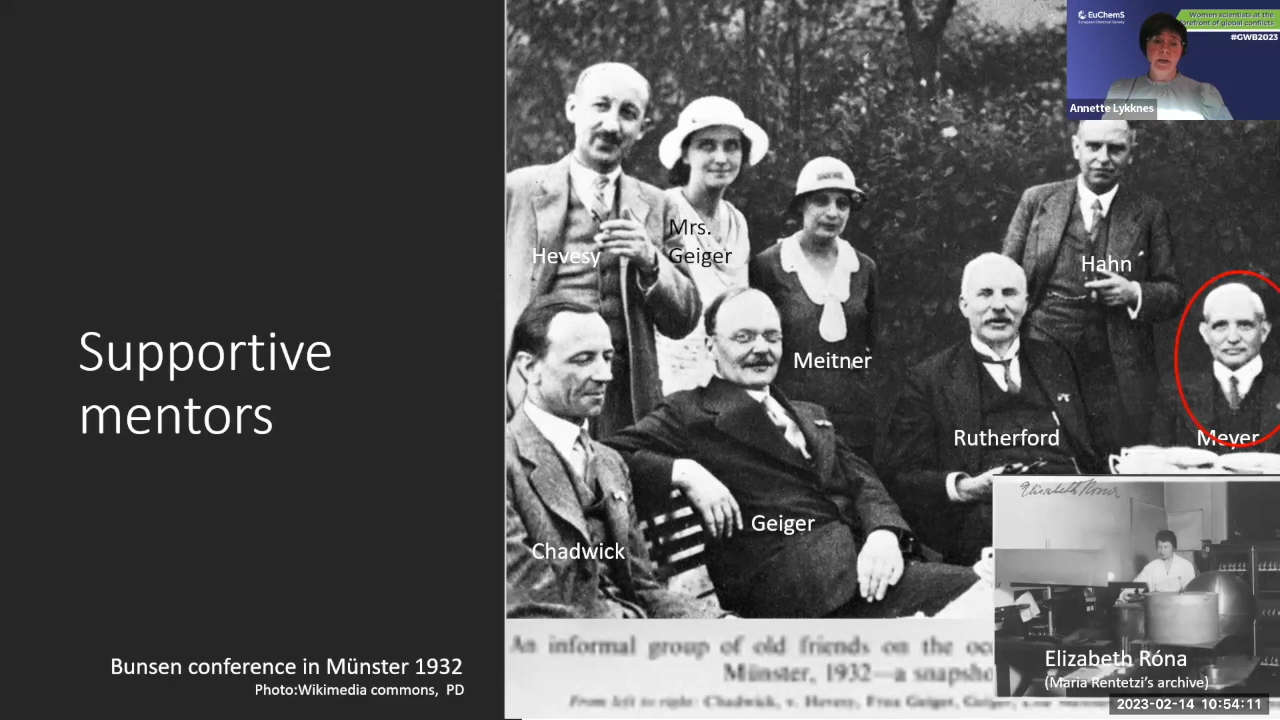 Supportive
mentors
Bunsen conference in Münster 1932
Photo:Wikimedia commons, PD
Hevesy
Mrs.
Geiger
Meitner
Hahn
Rutherford
Meyer
Geiger
Chadwick
An informal group of old friends on the
Münster, 1932—a snapsho
From left to right: Chadwick, v. Hevesy, Frau Geiger, Geiger,
Elizabeth Róna
Elizabeth Róna
(Maria Rentetzi's archive)
EuChemS
European Chemical Society
Women scientists at the
forefront of global conflicts
#GWB2023
Annette Lykknes
2023-02-14 10:54:11